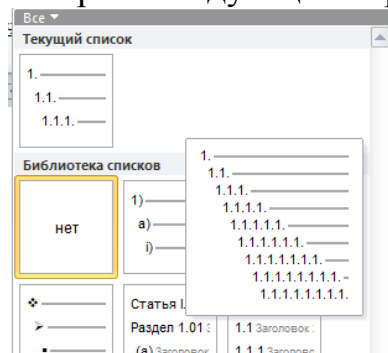 Все
Текущий список
1.
1.1.
1.1.1.
Библиотека списков
нет
1)
a)
i)
1.
1.1.
1.1.1.
1.1.1.1.
1.1.1.1.1.
1.1.1.1.1.1.
1.1.1.1.1.1.1.
1.1.1.1.1.1.1.1.
1.1.1.1.1.1.1.1.1.
Статья I.
Раздел 1.01
(a) Заголовок
1.1 Заголовок
1.1.1 Заголовок